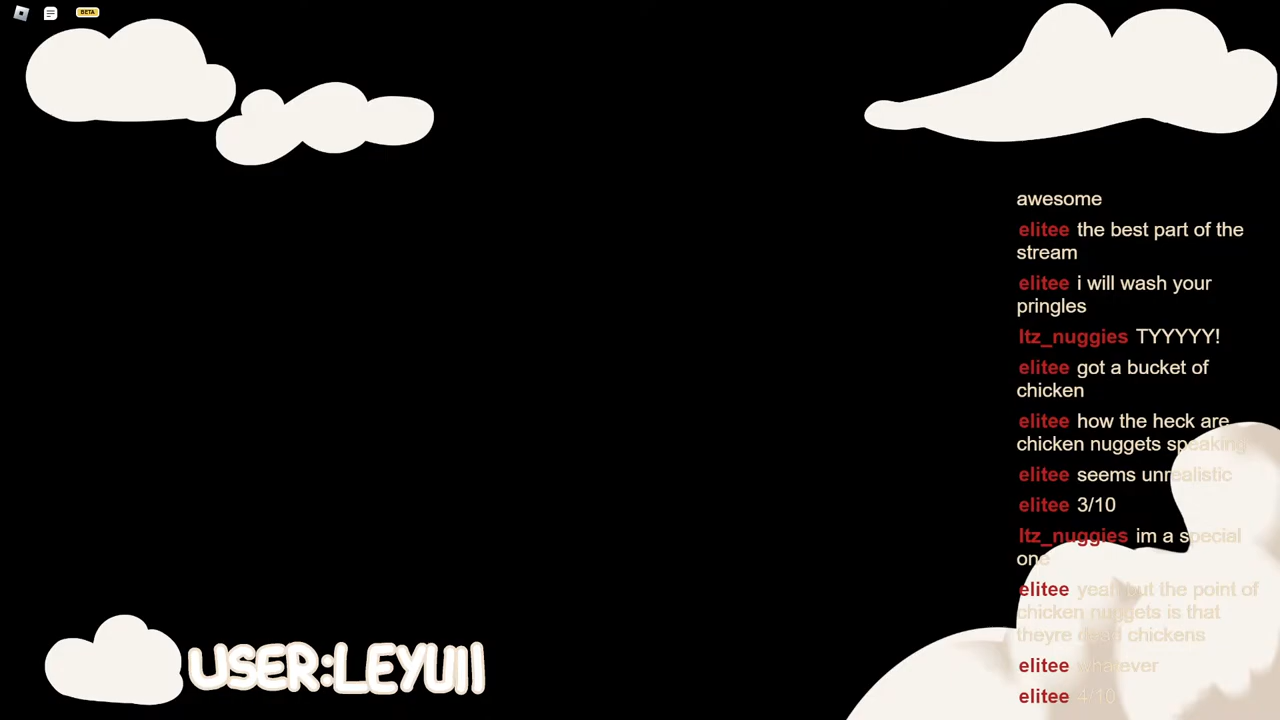 BETA
awesome
elitee the best part of the
stream
elitee i will wash your
pringles
Itz_nuggies TYYYYY!
elitee got a bucket of
chicken
elitee how the heck are
chicken nuggets speaking
elitee seems unrealistic
elitee 3/10
Itz_nuggies im a special
one
elitee yeah but the point of
chicken nuggets is that
theyre dead chickens
elitee whatever
elitee 4/10
USER:LEYUII